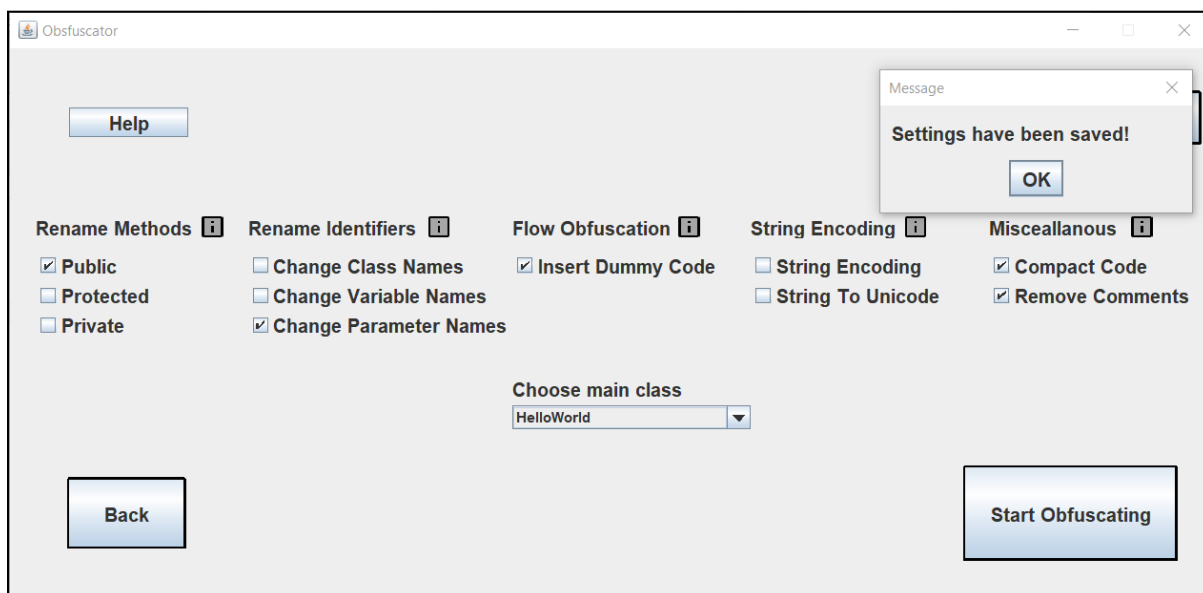 Obsfuscator
Message
Help
Settings have been saved!
OK
Rename Methods i
Rename Identifiers i
Flow Obfuscation i
String Encoding i
Misceallanous i
Public
Protected
Private
Change Class Names
Change Variable Names
Change Parameter Names
Insert Dummy Code
String Encoding
String To Unicode
Compact Code
Remove Comments
Choose main class
HelloWorld
Back
Start Obfuscating